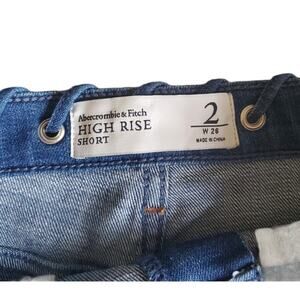 Abercrombie & Fitch
HIGH RISE
SHORT
2
W 26
MADE IN CHINA